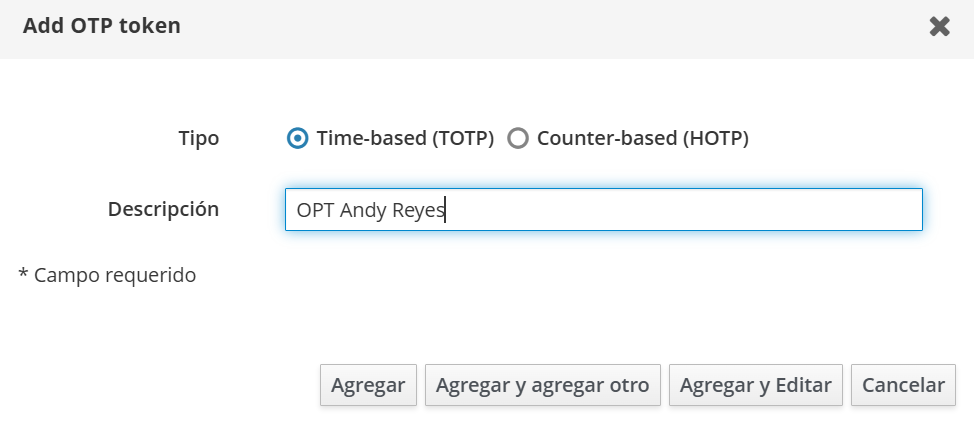 Add OTP token
Tipo Time-based (TOTP) Counter-based (HOTP)
Descripción OPT Andy Reyes
* Campo requerido
Agregar Agregar y agregar otro Agregar y Editar Cancelar